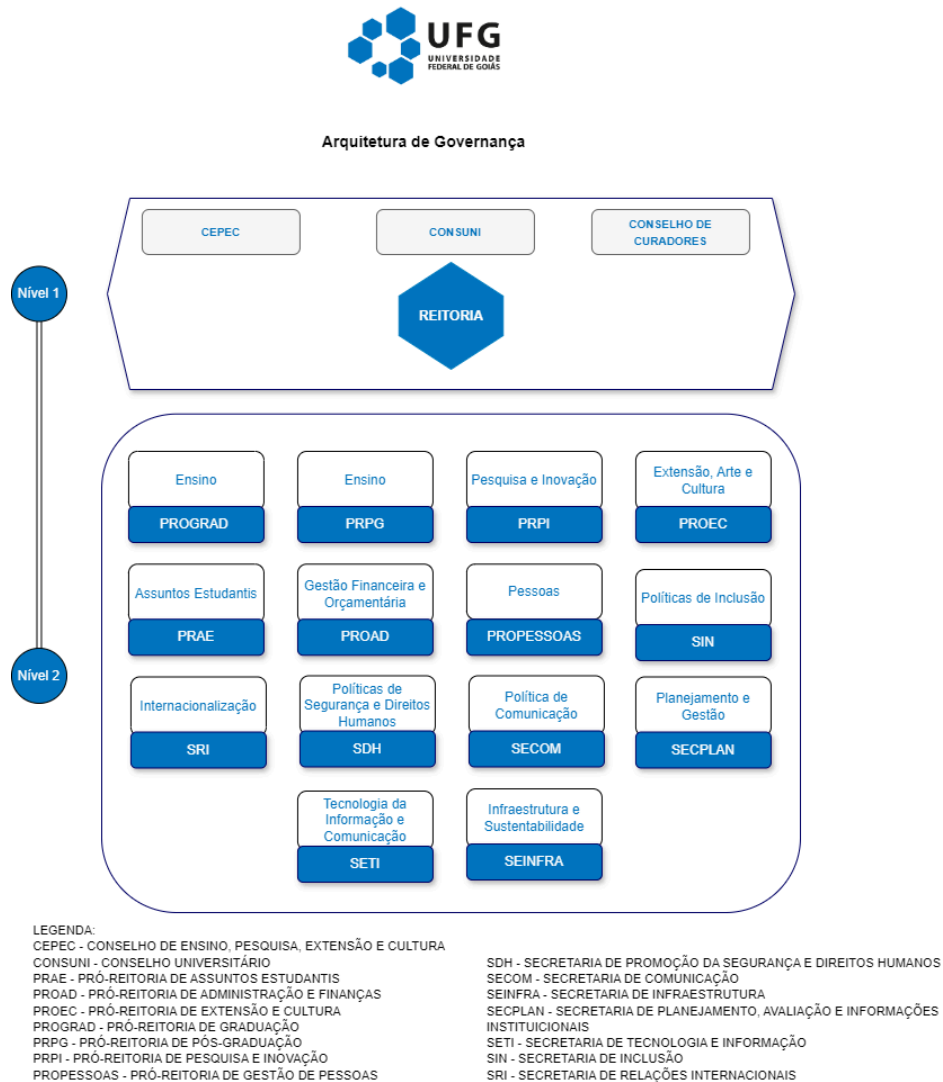 UFG
UNIVERSIDADE
FEDERAL DE GOIÁS
Arquitetura de Governança
CEPEC
CONSUNI
CONSELHO DE
CURADORES
Nível 1
REITORIA
Ensino
PROGRAD
Ensino
PRPG
Pesquisa e Inovação
PRPI
Extensão, Arte e
Cultura
PROEC
Assuntos Estudantis
PRAE
Gestão Financeira e
Orçamentária
PROAD
Pessoas
PROPESSOAS
Políticas de Inclusão
SIN
Nível 2
Internacionalização
SRI
Políticas de
Segurança e Direitos
Humanos
SDH
Política de
Comunicação
SECOM
Planejamento e
Gestão
SECPLAN
Tecnologia da
Informação e
Comunicação
SETI
Infraestrutura e
Sustentabilidade
SEINFRA
LEGENDA:
CEPEC - CONSELHO DE ENSINO, PESQUISA, EXTENSÃO E CULTURA
CONSUNI - CONSELHO UNIVERSITÁRIO
PRAE - PRÓ-REITORIA DE ASSUNTOS ESTUDANTIS
PROAD - PRÓ-REITORIA DE ADMINISTRAÇÃO E FINANÇAS
PROEC - PRÓ-REITORIA DE EXTENSÃO E CULTURA
PROGRAD - PRÓ-REITORIA DE GRADUAÇÃO
PRPG - PRÓ-REITORIA DE PÓS-GRADUAÇÃO
PRPI - PRÓ-REITORIA DE PESQUISA E INOVAÇÃO
PROPESSOAS - PRÓ-REITORIA DE GESTÃO DE PESSOAS
SDH - SECRETARIA DE PROMOÇÃO DA SEGURANÇA E DIREITOS HUMANOS
SECOM - SECRETARIA DE COMUNICAÇÃO
SEINFRA - SECRETARIA DE INFRAESTRUTURA
SECPLAN - SECRETARIA DE PLANEJAMENTO, AVALIAÇÃO E INFORMAÇÕES
INSTITUICIONAIS
SETI - SECRETARIA DE TECNOLOGIA E INFORMAÇÃO
SIN - SECRETARIA DE INCLUSÃO
SRI - SECRETARIA DE RELAÇÕES INTERNACIONAIS